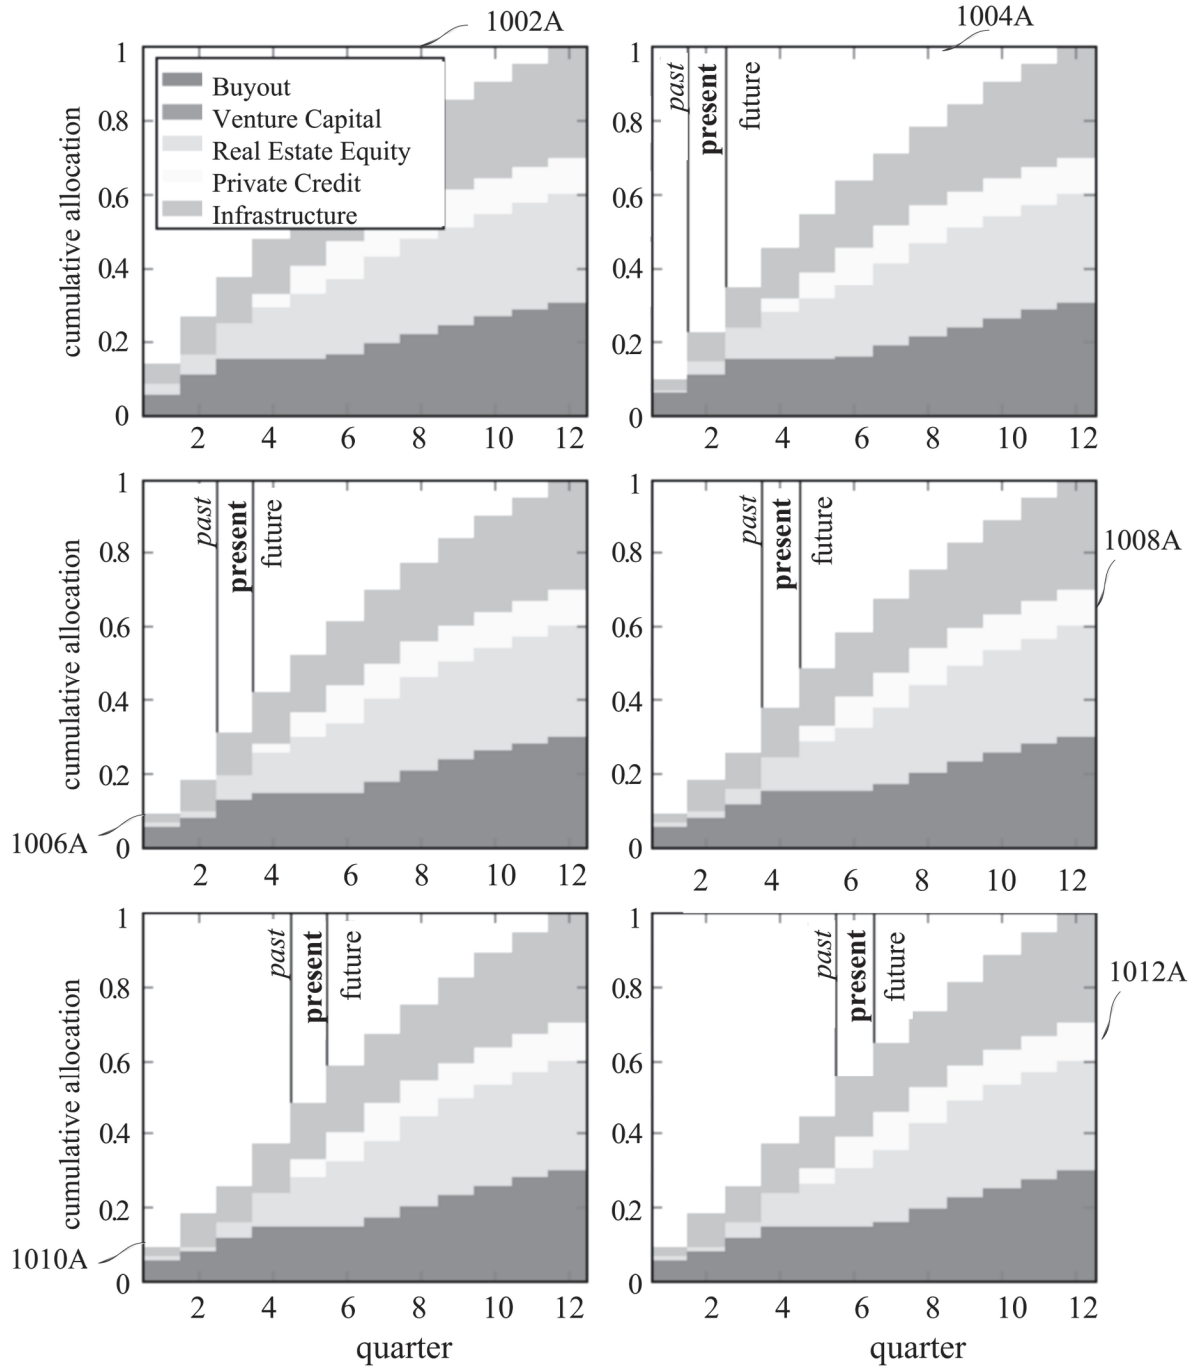 1002A
1004A
1
0.8
0.6
0.4
0.2
0
cumulative allocation
Buyout
Venture Capital
Real Estate Equity
Private Credit
Infrastructure
2 4 6 8 10 12
1
0.8
0.6
0.4
0.2
0
past
present
future
2 4 6 8 10 12
1
0.8
0.6
0.4
0.2
0
cumulative allocation
past
present
future
1006A
2 4 6 8 10 12
1
0.8
0.6
0.4
0.2
0
past
present
future
1008A
2 4 6 8 10 12
1
0.8
0.6
0.4
0.2
0
cumulative allocation
past
present
future
1010A
2 4 6 8 10 12
quarter
1
0.8
0.6
0.4
0.2
0
past
present
future
1012A
2 4 6 8 10 12
quarter